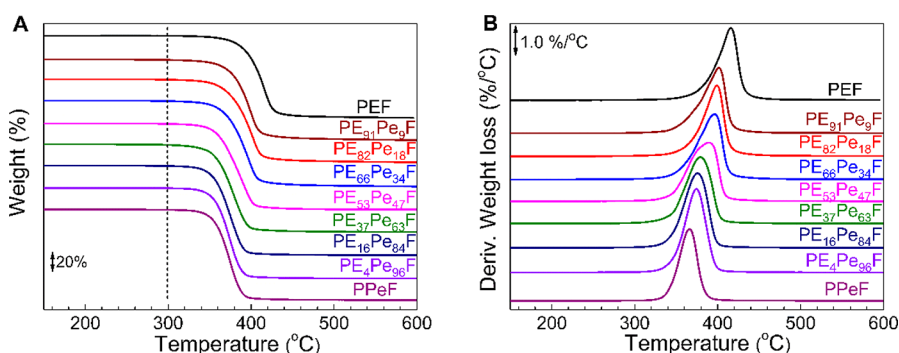 A
Weight (%)
PEF
PE₉₁Pe₉F
PE₈₂Pe₁₈F
PE₆₆Pe₃₄F
PE₅₃Pe₄₇F
PE₃₇Pe₆₃F
PE₁₆Pe₈₄F
PE₄Pe₉₆F
PPeF
20%
200 300 400 500 600
Temperature (°C)
B
1.0 %/°C
Deriv. Weight loss (%/°C)
PEF
PE₉₁Pe₉F
PE₈₂Pe₁₈F
PE₆₆Pe₃₄F
PE₅₃Pe₄₇F
PE₃₇Pe₆₃F
PE₁₆Pe₈₄F
PE₄Pe₉₆F
PPeF
200 300 400 500 600
Temperature (°C)